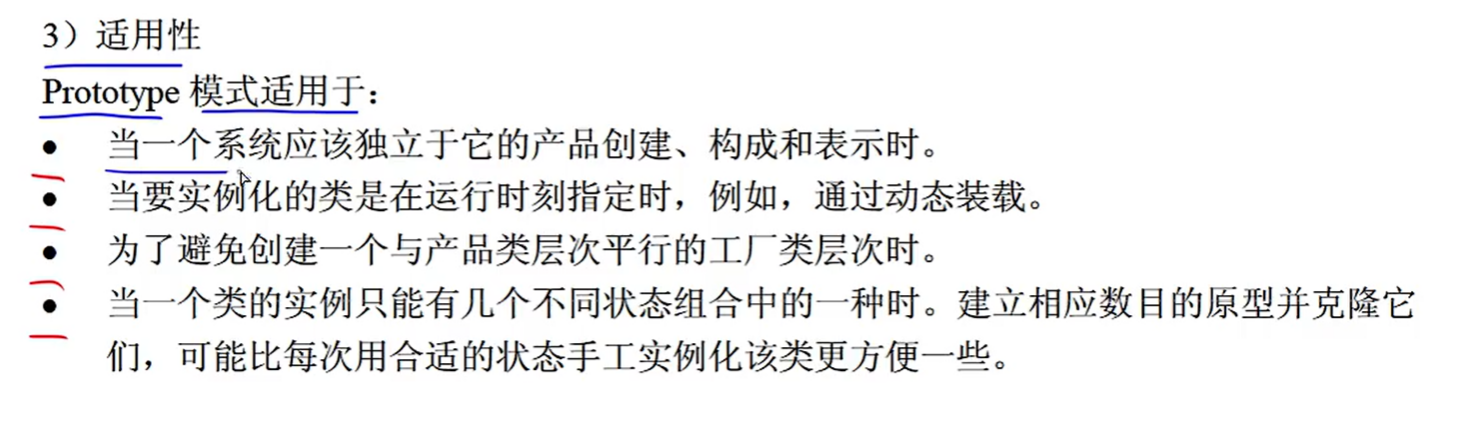 3）适用性
Prototype 模式适用于：
● 当一个系统应该独立于它的产品创建、构成和表示时。
● 当要实例化的类是在运行时刻指定时，例如，通过动态装载。
● 为了避免创建一个与产品类层次平行的工厂类层次时。
● 当一个类的实例只能有几个不同状态组合中的一种时。建立相应数目的原型并克隆它
们，可能比每次用合适的状态手工实例化该类更方便一些。